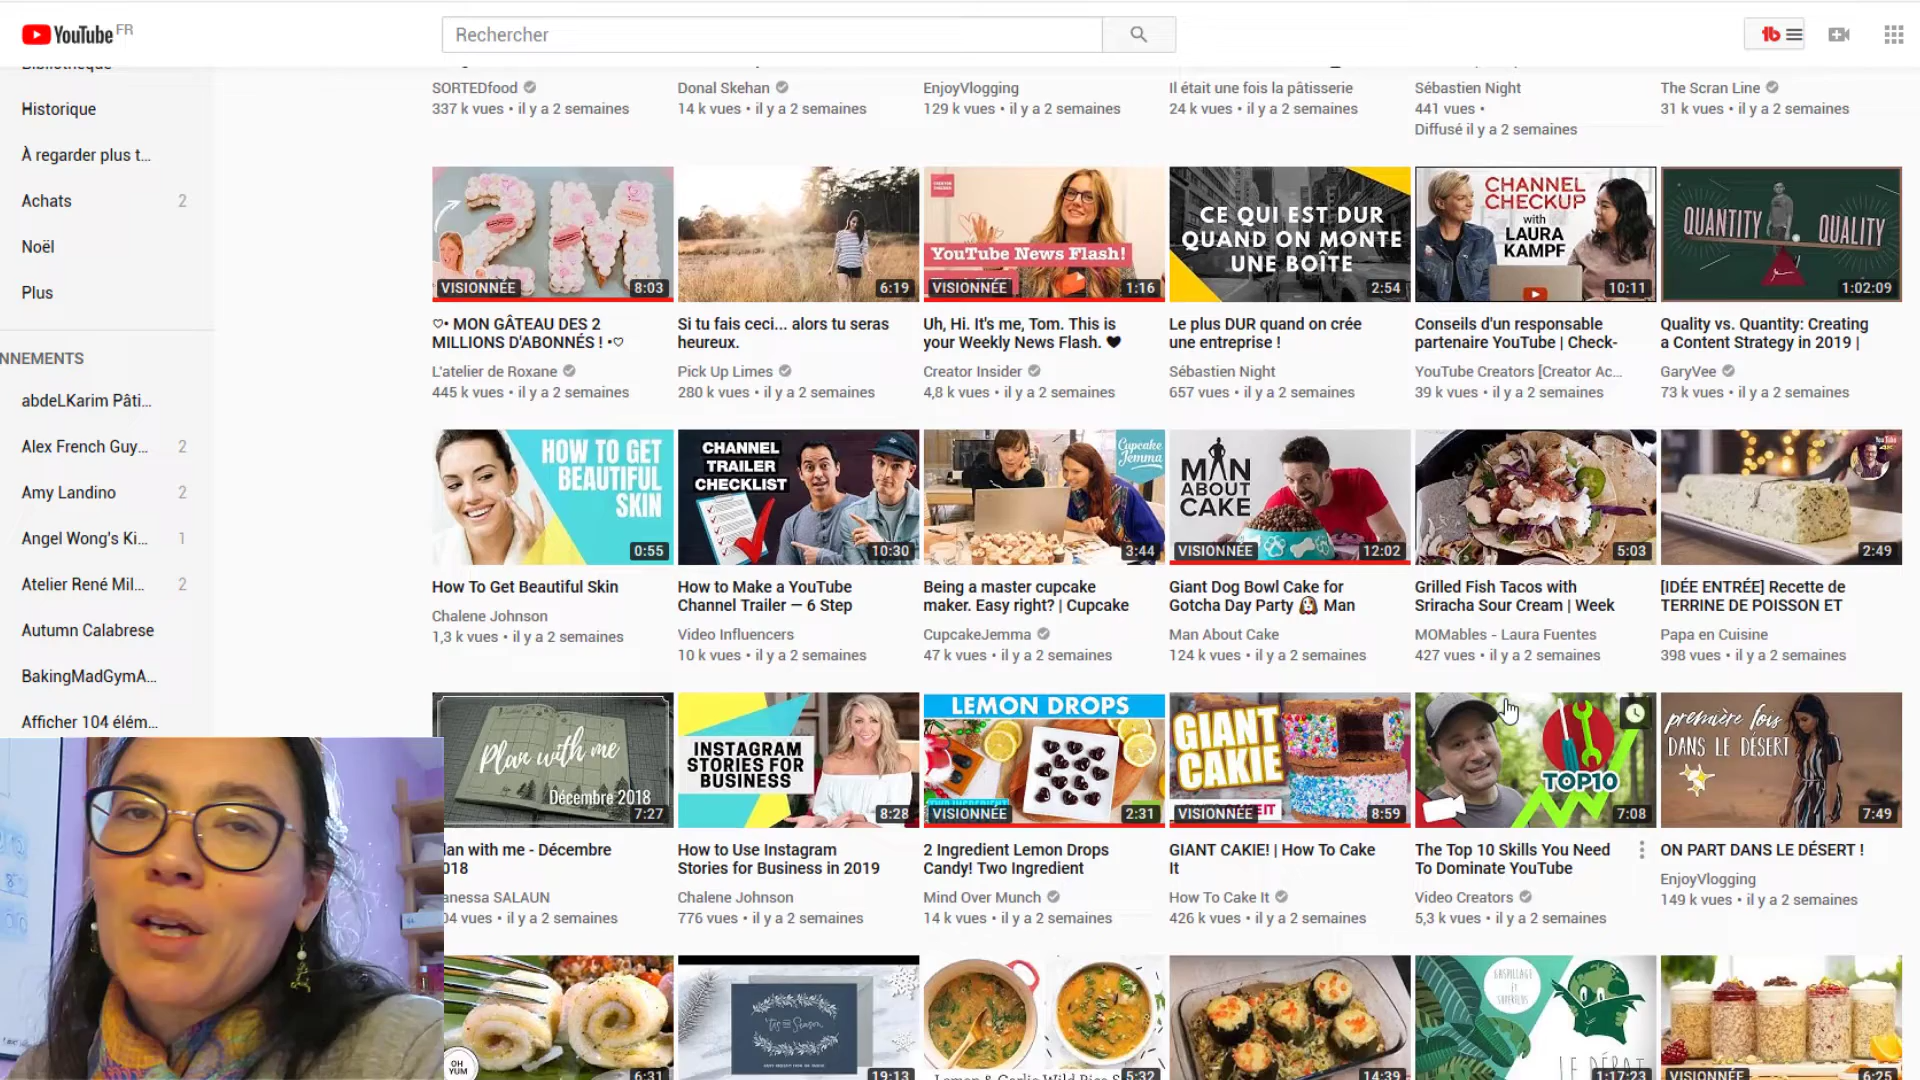 YouTube FR
Rechercher
Historique
À regarder plus t...
Achats 2
Noël
Plus
NNEMENTS
abdeLKarim Pâti...
Alex French Guy... 2
Amy Landino 2
Angel Wong's Ki... 1
Atelier René Mil... 2
Autumn Calabrese
BakingMadGymA...
Afficher 104 élém...
SORTEDfood
337 k vues • il y a 2 semaines
Donal Skehan
14 k vues • il y a 2 semaines
EnjoyVlogging
129 k vues • il y a 2 semaines
Il était une fois la pâtisserie
24 k vues • il y a 2 semaines
Sébastien Night
441 vues •
Diffusé il y a 2 semaines
The Scran Line
31 k vues • il y a 2 semaines
2M
VISIONNÉE 8:03
♡• MON GÂTEAU DES 2
MILLIONS D'ABONNÉS ! •♡
L'atelier de Roxane
445 k vues • il y a 2 semaines
6:19
Si tu fais ceci... alors tu seras
heureux.
Pick Up Limes
280 k vues • il y a 2 semaines
YouTube News Flash!
VISIONNÉE 1:16
Uh, Hi. It's me, Tom. This is
your Weekly News Flash. ♥
Creator Insider
4,8 k vues • il y a 2 semaines
CE QUI EST DUR
QUAND ON MONTE
UNE BOÎTE
2:54
Le plus DUR quand on crée
une entreprise !
Sébastien Night
657 vues • il y a 2 semaines
CHANNEL
CHECKUP
with
LAURA
KAMPF
10:11
Conseils d'un responsable
partenaire YouTube | Check-
YouTube Creators [Creator Ac...
39 k vues • il y a 2 semaines
QUANTITY QUALITY
1:02:09
Quality vs. Quantity: Creating
a Content Strategy in 2019 |
GaryVee
73 k vues • il y a 2 semaines
HOW TO GET
BEAUTIFUL
SKIN
0:55
How To Get Beautiful Skin
Chalene Johnson
1,3 k vues • il y a 2 semaines
CHANNEL
TRAILER
CHECKLIST
10:30
How to Make a YouTube
Channel Trailer — 6 Step
Video Influencers
10 k vues • il y a 2 semaines
Cupcake
Jemma
3:44
Being a master cupcake
maker. Easy right? | Cupcake
CupcakeJemma
47 k vues • il y a 2 semaines
MAN
ABOUT
CAKE
VISIONNÉE 12:02
Giant Dog Bowl Cake for
Gotcha Day Party 🐶 Man
Man About Cake
124 k vues • il y a 2 semaines
5:03
Grilled Fish Tacos with
Sriracha Sour Cream | Week
MOMables - Laura Fuentes
427 vues • il y a 2 semaines
YouTube
4K
2:49
[IDÉE ENTRÉE] Recette de
TERRINE DE POISSON ET
Papa en Cuisine
398 vues • il y a 2 semaines
Plan with me
Décembre 2018
7:27
lan with me - Décembre
018
anessa SALAUN
04 vues • il y a 2 semaines
INSTAGRAM
STORIES FOR
BUSINESS
8:28
How to Use Instagram
Stories for Business in 2019
Chalene Johnson
776 vues • il y a 2 semaines
LEMON DROPS
VISIONNÉE 2:31
2 Ingredient Lemon Drops
Candy! Two Ingredient
Mind Over Munch
14 k vues • il y a 2 semaines
GIANT
CAKIE
VISIONNÉE EIT 8:59
GIANT CAKIE! | How To Cake
It
How To Cake It
426 k vues • il y a 2 semaines
TOP10
7:08
The Top 10 Skills You Need
To Dominate YouTube
Video Creators
5,3 k vues • il y a 2 semaines
première fois
DANS LE DÉSERT
7:49
ON PART DANS LE DÉSERT !
EnjoyVlogging
149 k vues • il y a 2 semaines
OH
YUM
6:31
'tis the Season
19:13
5:32
14:39
GASPILLAGE
ET
SUPERFLUS
LE DÉBAT
1:17:23
VISIONNÉE 6:25